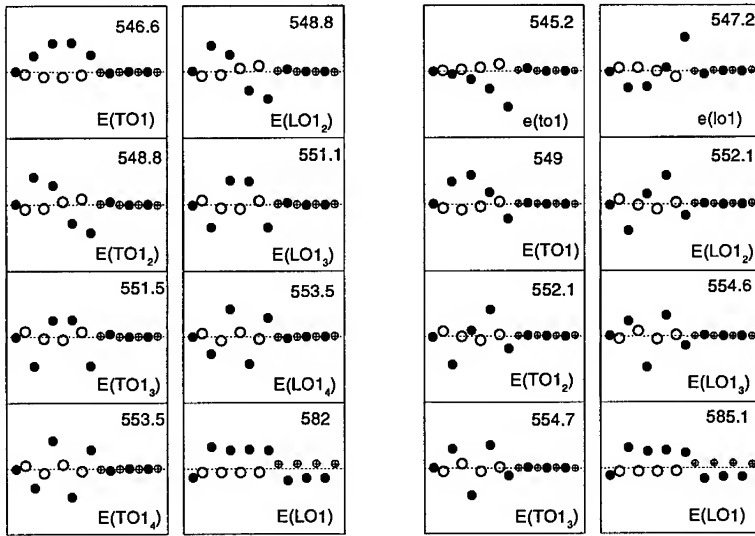 546.6
E(TO1)
548.8
E(TO1₂)
551.5
E(TO1₃)
553.5
E(TO1₄)
548.8
E(LO1₂)
551.1
E(LO1₃)
553.5
E(LO1₄)
582
E(LO1)
545.2
e(to1)
549
E(TO1)
552.1
E(TO1₂)
554.7
E(TO1₃)
547.2
e(lo1)
552.1
E(LO1₂)
554.6
E(LO1₃)
585.1
E(LO1)